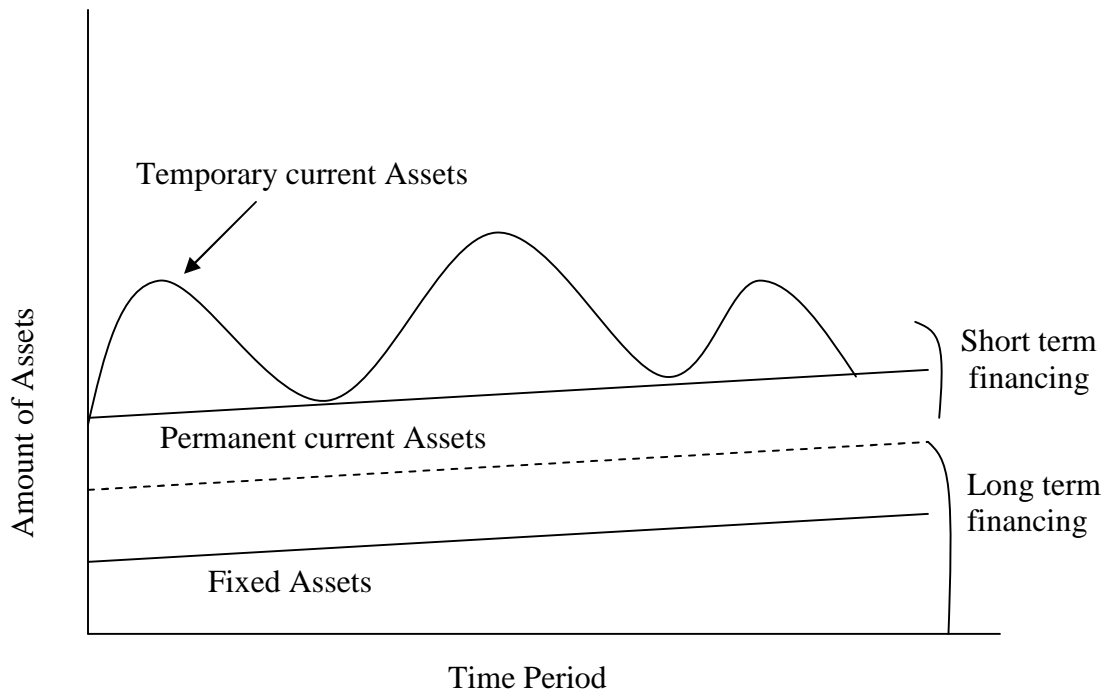 Temporary current Assets
Amount of Assets
Short term
financing
Permanent current Assets
Long term
financing
Fixed Assets
Time Period